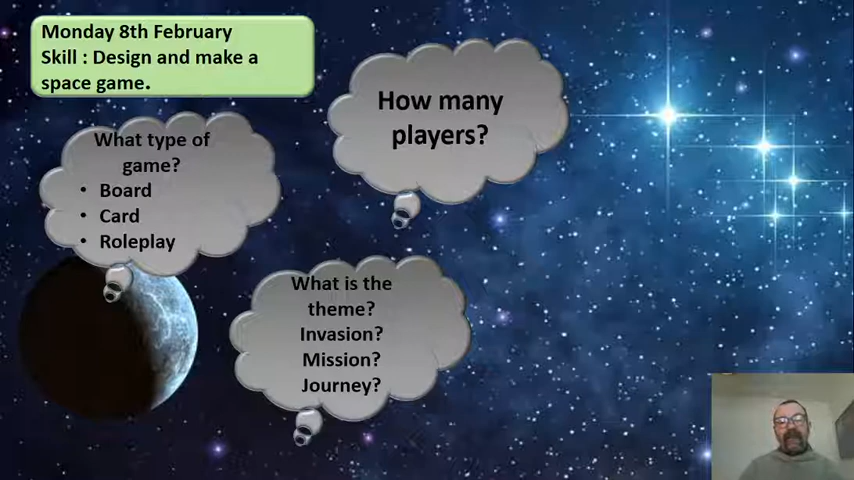 Monday 8th February
Skill : Design and make a
space game.
What type of
game?
• Board
• Card
• Roleplay
How many
players?
What is the
theme?
Invasion?
Mission?
Journey?